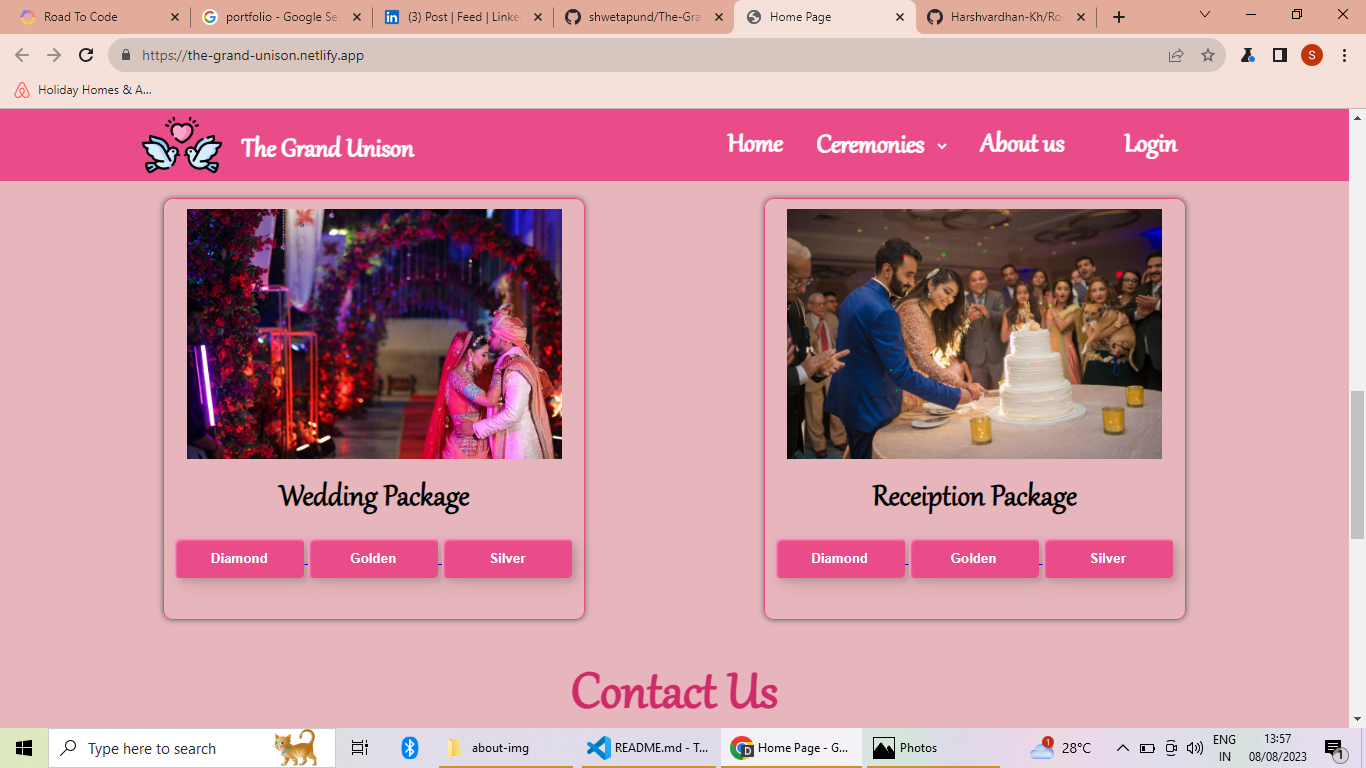 Road To Code
portfolio - Google Se
(3) Post | Feed | Linke
shwetapund/The-Gra
Home Page
Harshvardhan-Kh/Ro
https://the-grand-unison.netlify.app
S
Holiday Homes & A...
The Grand Unison
Home
Ceremonies
About us
Login
Wedding Package
Receiption Package
Diamond
Golden
Silver
Diamond
Golden
Silver
Contact Us
Type here to search
about-img
README.md - T...
Home Page - G...
Photos
1
28°C
ENG
IN
13:57
08/08/2023
1